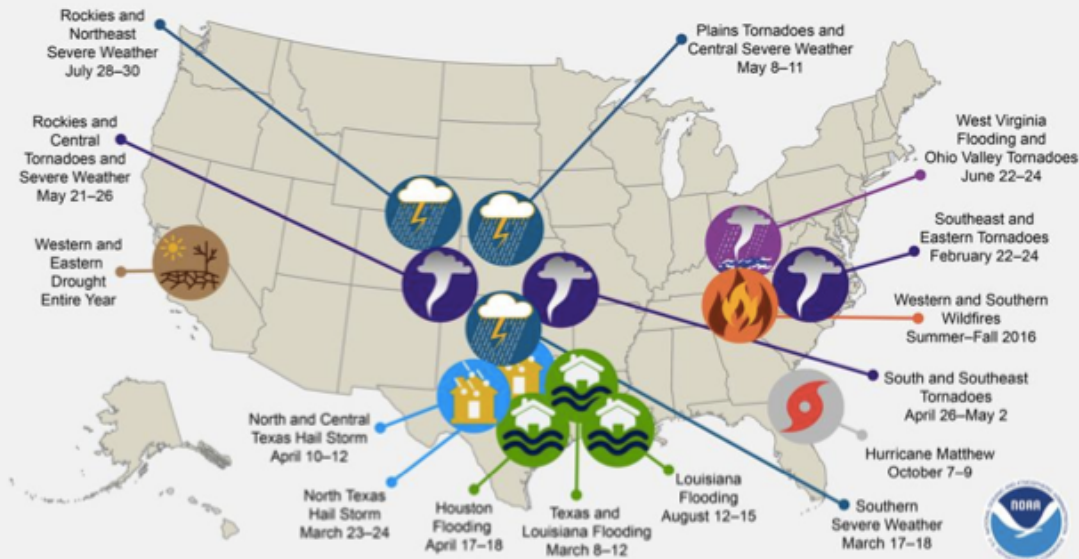 Rockies and
Northeast
Severe Weather
July 28–30
Plains Tornadoes and
Central Severe Weather
May 8–11
Rockies and
Central
Tornadoes and
Severe Weather
May 21–26
West Virginia
Flooding and
Ohio Valley Tornadoes
June 22–24
Western and
Eastern
Drought
Entire Year
Southeast and
Eastern Tornadoes
February 22–24
Western and Southern
Wildfires
Summer–Fall 2016
South and Southeast
Tornadoes
April 26–May 2
North and Central
Texas Hail Storm
April 10–12
Hurricane Matthew
October 7–9
North Texas
Hail Storm
March 23–24
Houston
Flooding
April 17–18
Texas and
Louisiana Flooding
March 8–12
Louisiana
Flooding
August 12–15
Southern
Severe Weather
March 17–18
NOAA